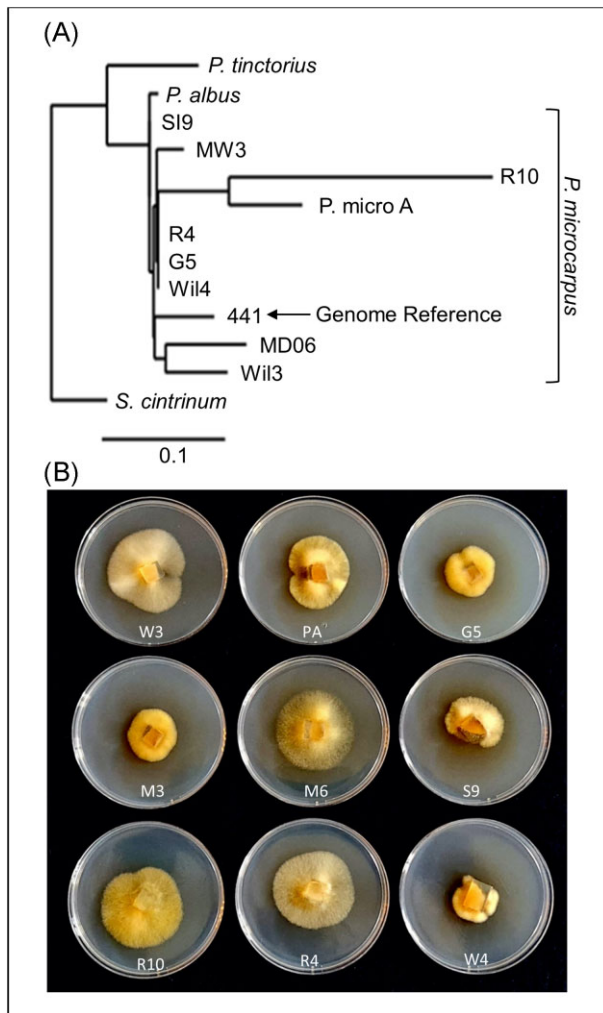 (A)
P. tinctorius
P. albus
SI9
MW3
R10
P. micro A
R4
G5
Wil4
441 Genome Reference
MD06
Wil3
P. microcarpus
S. cintrinum
0.1
(B)
W3 PA G5
M3 M6 S9
R10 R4 W4